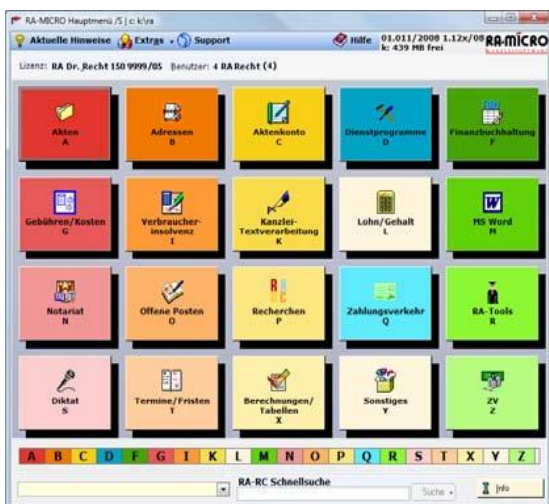 RA-MICRO Hauptmenü /S | c: k:\ra
Aktuelle Hinweise Extras Support Hilfe 01.011/2008 1.12x/08 RA-MICRO
k: 439 MB frei
Lizenz: RA Dr. Recht 150 9999/05 Benutzer: 4 RA Recht (4)
Akten
A
Adressen
B
Aktenkonto
C
Dienstprogramme
D
Finanzbuchhaltung
F
Gebühren/Kosten
G
Verbraucher-
insolvenz
I
Kanzlei-
Textverarbeitung
K
Lohn/Gehalt
L
MS Word
M
Notariat
N
Offene Posten
O
Recherchen
P
Zahlungsverkehr
Q
RA-Tools
R
Diktat
S
Termine/Fristen
T
Berechnungen/
Tabellen
X
Sonstiges
Y
ZV
Z
A B C D F G I K L M N O P Q R S T X Y Z
RA-RC Schnellsuche
Suche
Info